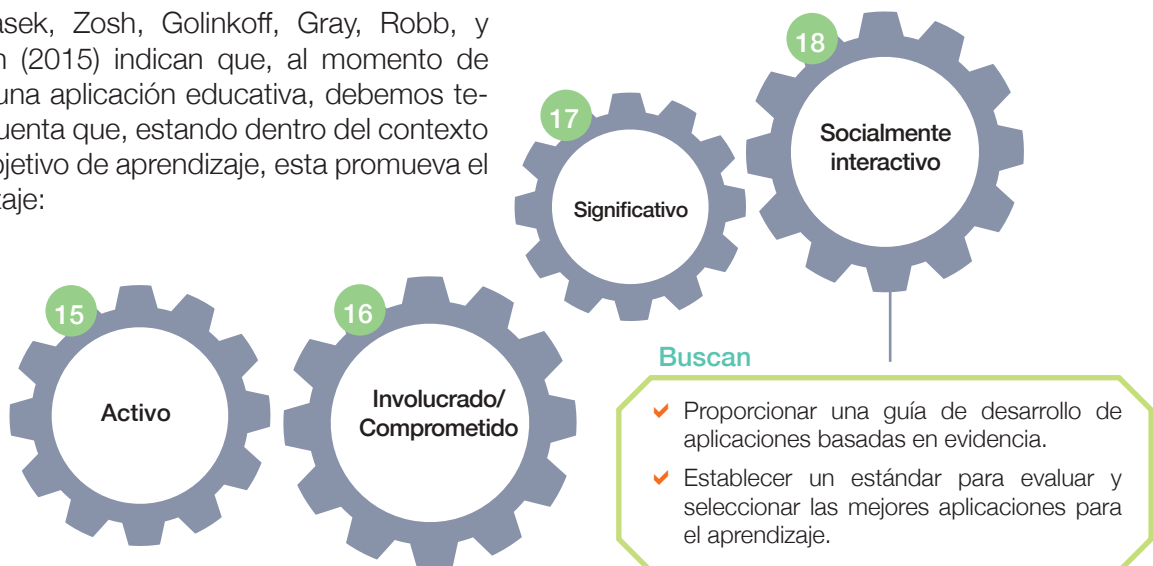 asek, Zosh, Golinkoff, Gray, Robb, y
(2015) indican que, al momento de
una aplicación educativa, debemos te-
uenta que, estando dentro del contexto
bjetivo de aprendizaje, esta promueva el
aje:
15
Activo
16
Involucrado/
Comprometido
17
Significativo
18
Socialmente
interactivo
Buscan
Proporcionar una guía de desarrollo de
aplicaciones basadas en evidencia.
Establecer un estándar para evaluar y
seleccionar las mejores aplicaciones para
el aprendizaje.